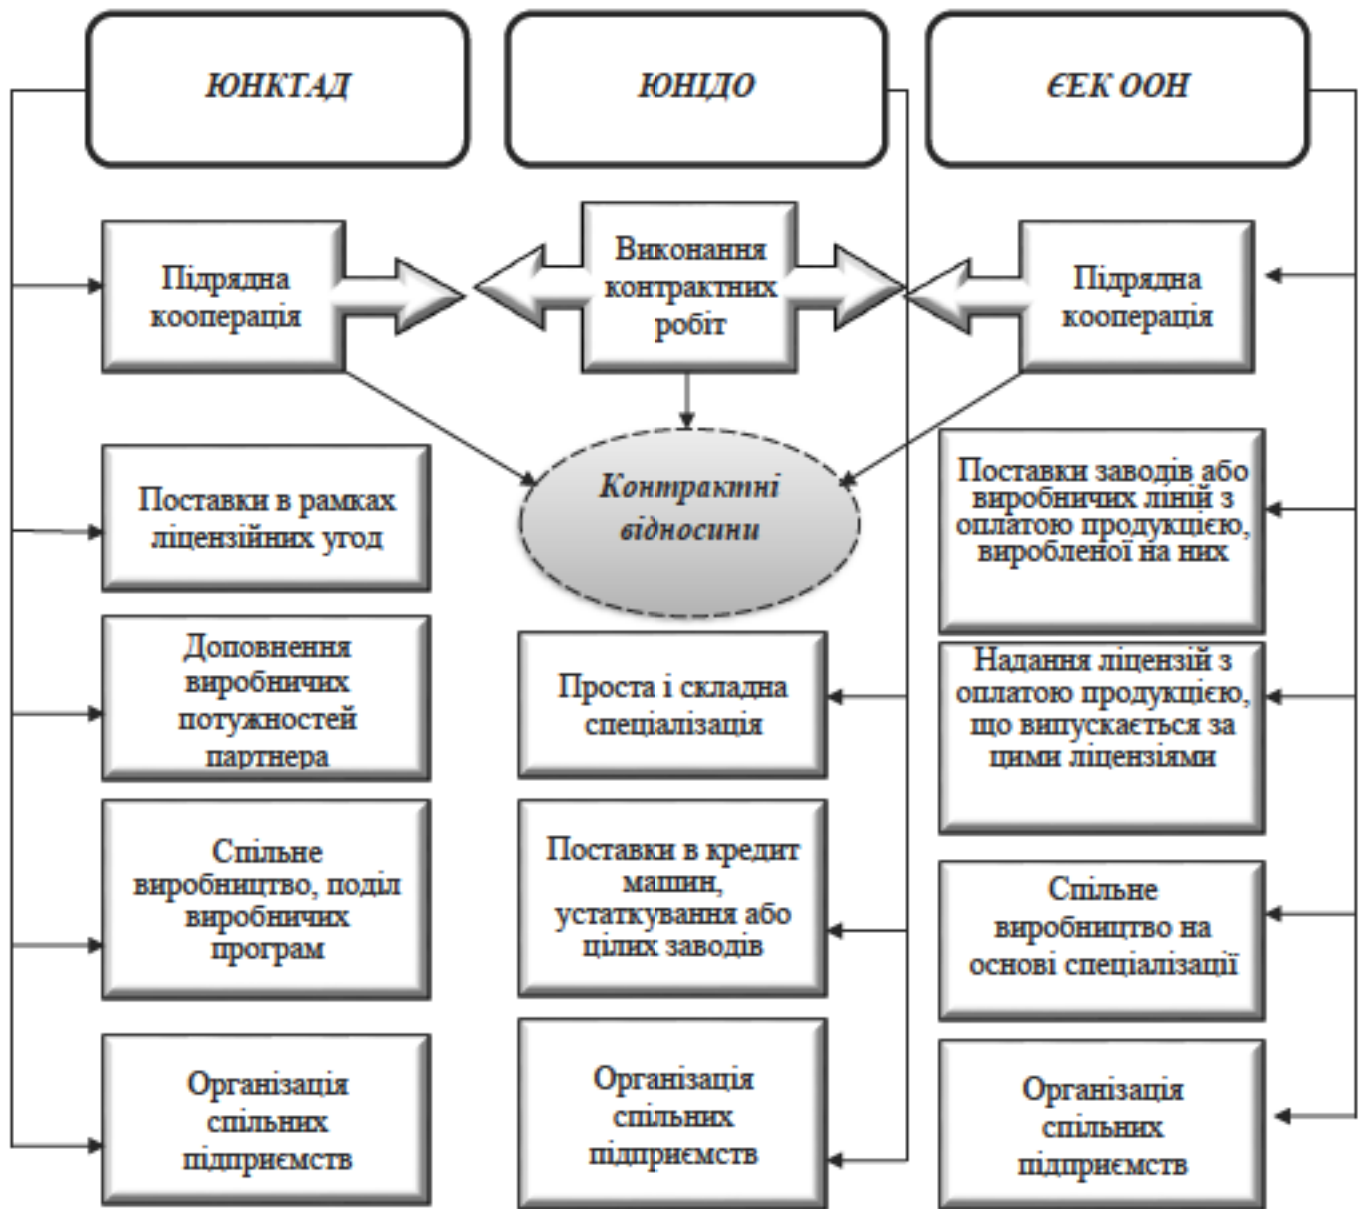 ЮНКТАД
ЮНІДО
ЄЕК ООН
Підрядна
кооперація
Виконання
контрактних
робіт
Підрядна
кооперація
Контрактні
відносини
Поставки в рамках
ліцензійних угод
Поставки заводів або
виробничих ліній з
оплатою продукцією,
виробленої на них
Доповнення
виробничих
потужностей
партнера
Проста і складна
спеціалізація
Надання ліцензій з
оплатою продукцією,
що випускається за
цими ліцензіями
Спільне
виробництво, поділ
виробничих
програм
Поставки в кредит
машин,
устаткування або
цілих заводів
Спільне
виробництво на
основі спеціалізації
Організація
спільних
підприємств
Організація
спільних
підприємств
Організація
спільних
підприємств